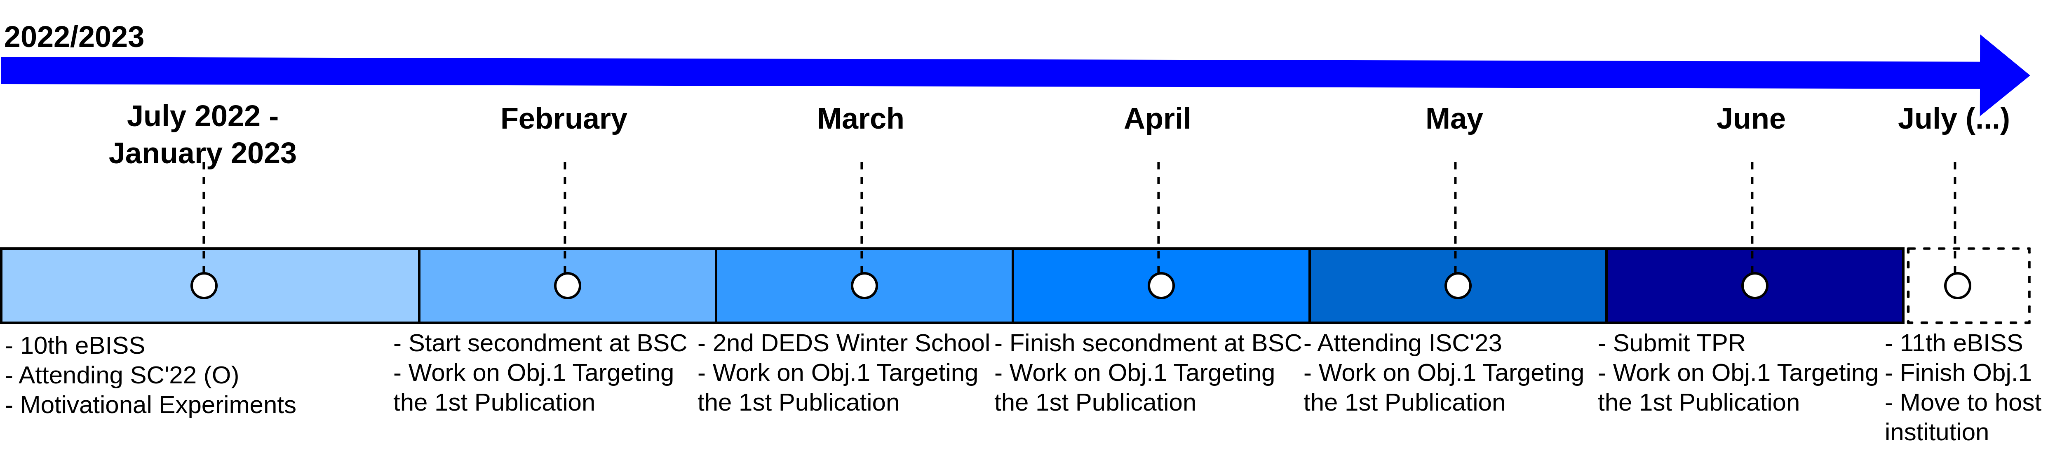 2022/2023
July 2022 -
January 2023
February
March
April
May
June
July (...)
- 10th eBISS
- Attending SC'22 (O)
- Motivational Experiments
- Start secondment at BSC
- Work on Obj.1 Targeting
the 1st Publication
- 2nd DEDS Winter School
- Work on Obj.1 Targeting
the 1st Publication
- Finish secondment at BSC
- Work on Obj.1 Targeting
the 1st Publication
- Attending ISC'23
- Work on Obj.1 Targeting
the 1st Publication
- Submit TPR
- Work on Obj.1 Targeting
the 1st Publication
- 11th eBISS
- Finish Obj.1
- Move to host
institution